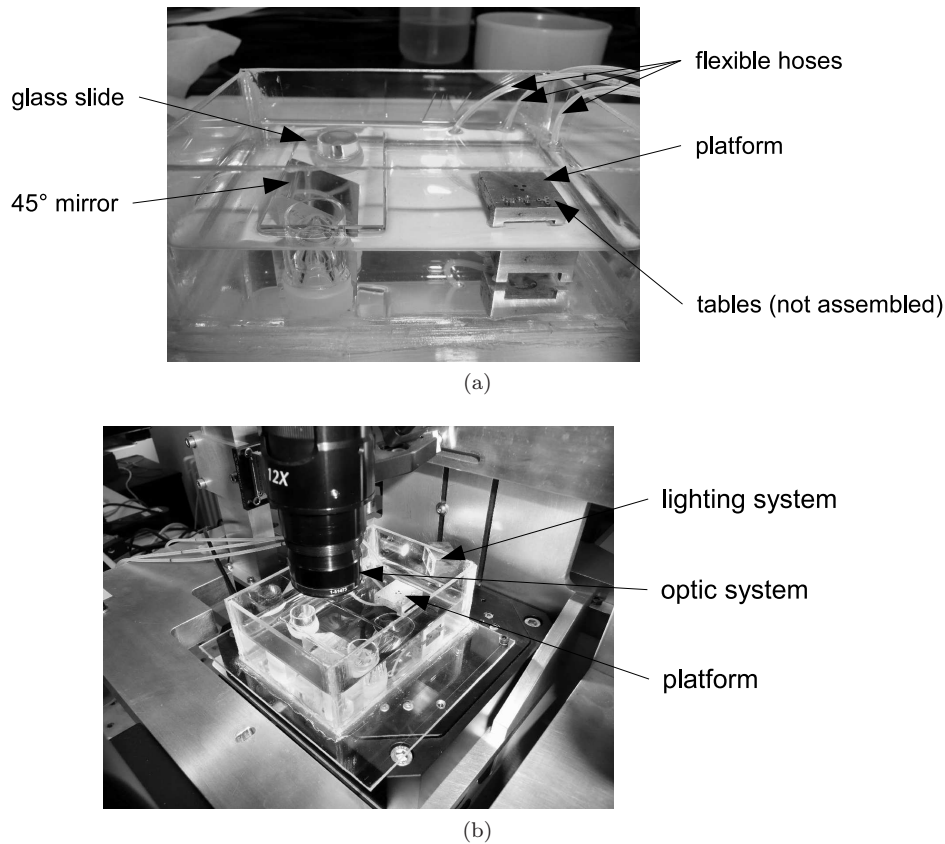 flexible hoses
glass slide
platform
45° mirror
tables (not assembled)
(a)
12X
lighting system
optic system
platform
(b)